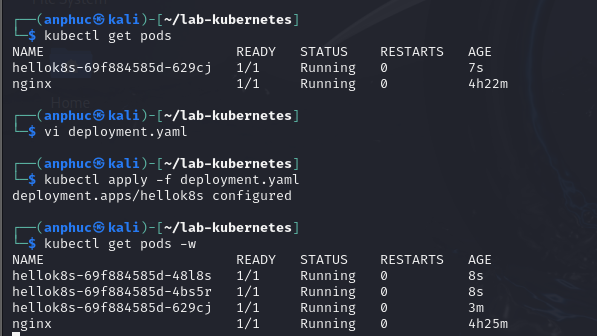 ┌──(anphuc㉿kali)-[~/lab-kubernetes]
└─$ kubectl get pods
NAME                       READY   STATUS    RESTARTS   AGE
hellok8s-69f884585d-629cj   1/1     Running   0          7s
nginx                      1/1     Running   0          4h22m
Home
┌──(anphuc㉿kali)-[~/lab-kubernetes]
└─$ vi deployment.yaml
┌──(anphuc㉿kali)-[~/lab-kubernetes]
└─$ kubectl apply -f deployment.yaml
deployment.apps/hellok8s configured
┌──(anphuc㉿kali)-[~/lab-kubernetes]
└─$ kubectl get pods -w
NAME                       READY   STATUS    RESTARTS   AGE
hellok8s-69f884585d-48l8s   1/1     Running   0          8s
hellok8s-69f884585d-4bs5r   1/1     Running   0          8s
hellok8s-69f884585d-629cj   1/1     Running   0          3m
nginx                      1/1     Running   0          4h25m